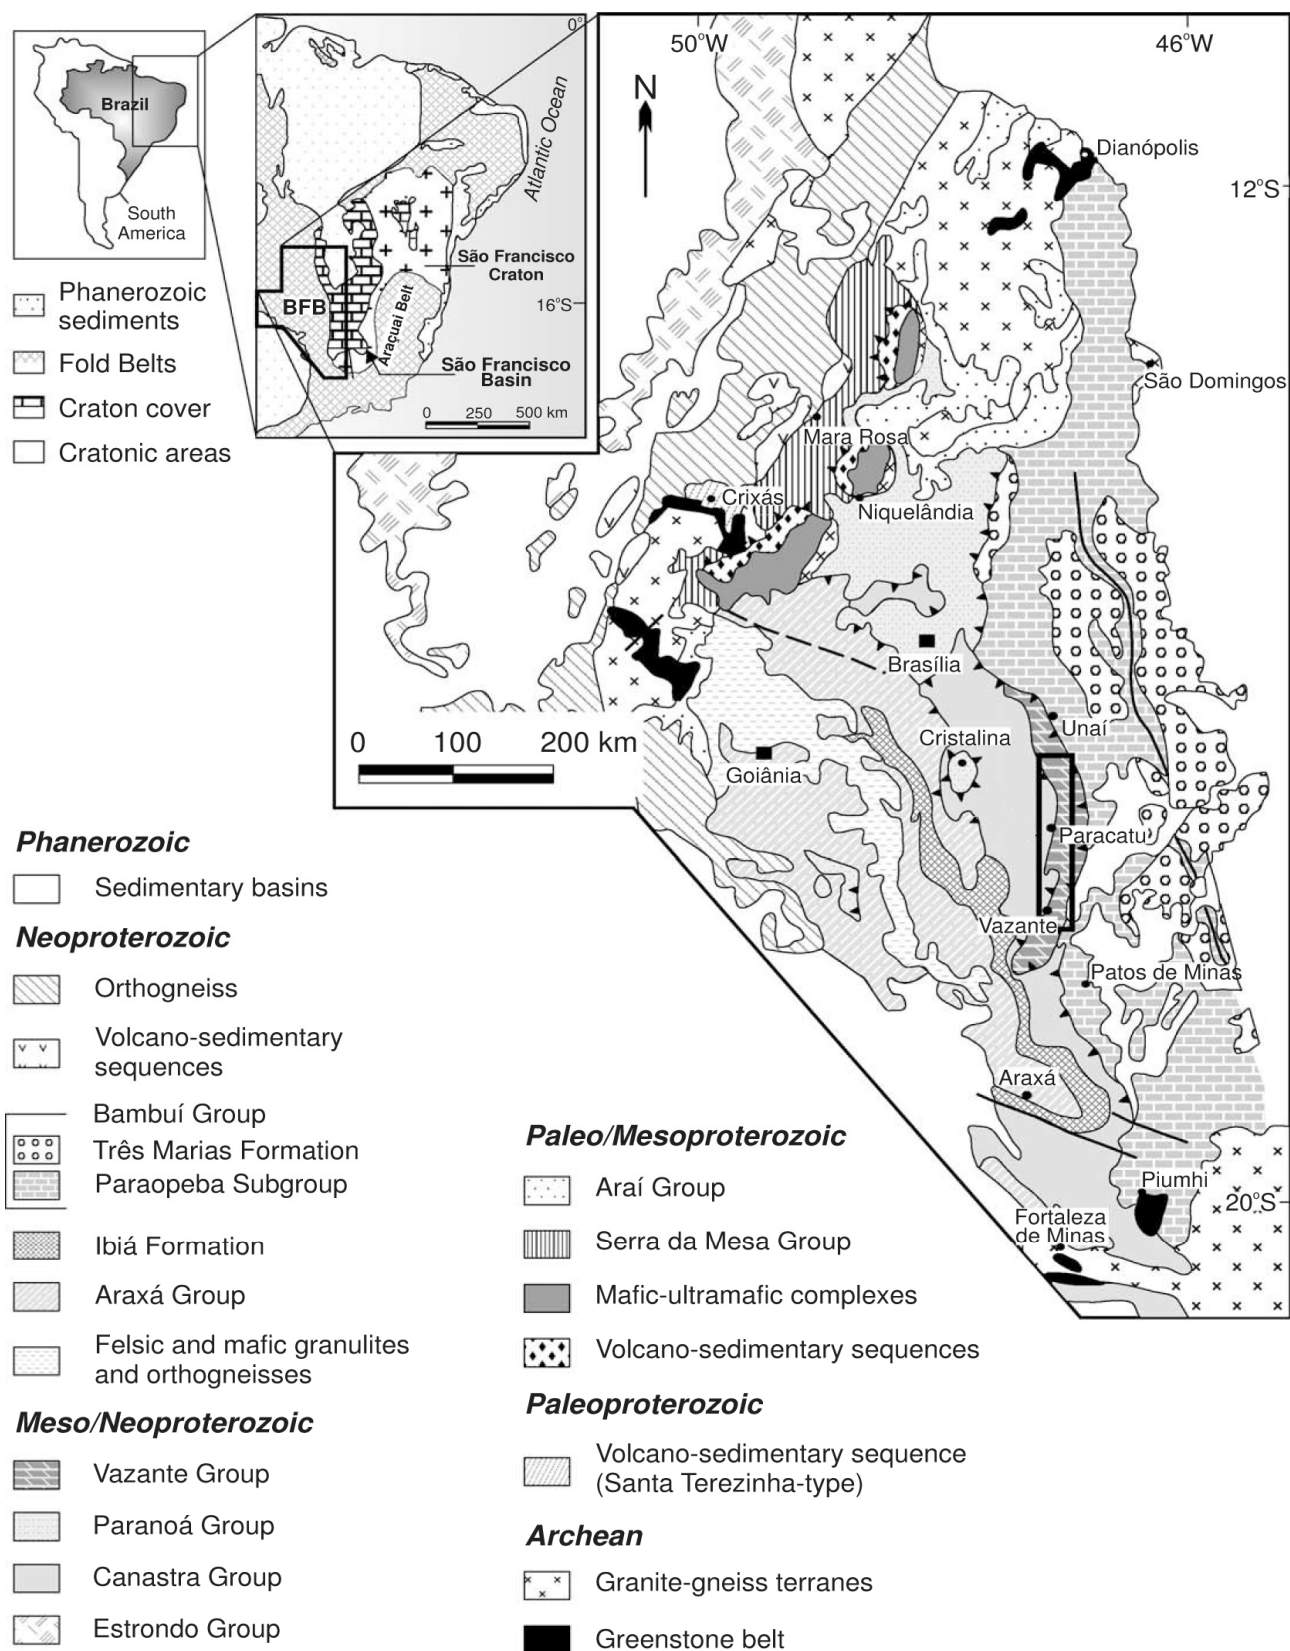 Brazil
South
America
0°
Atlantic Ocean
São Francisco
Craton
16°S
BFB
Araçuai Belt
São Francisco
Basin
0 250 500 km
Phanerozoic
sediments
Fold Belts
Craton cover
Cratonic areas
50°W
46°W
N
Dianópolis
12°S
São Domingos
Mara Rosa
Crixás
Niquelândia
Brasília
Unaí
Cristalina
0 100 200 km
Goiânia
Paracatu
Vazante
Patos de Minas
Araxá
Piumhi
20°S
Fortaleza
de Minas
Phanerozoic
Sedimentary basins
Neoproterozoic
Orthogneiss
Volcano-sedimentary
sequences
Bambuí Group
Três Marias Formation
Paraopeba Subgroup
Ibiá Formation
Araxá Group
Felsic and mafic granulites
and orthogneisses
Meso/Neoproterozoic
Vazante Group
Paranoá Group
Canastra Group
Estrondo Group
Paleo/Mesoproterozoic
Araí Group
Serra da Mesa Group
Mafic-ultramafic complexes
Volcano-sedimentary sequences
Paleoproterozoic
Volcano-sedimentary sequence
(Santa Terezinha-type)
Archean
Granite-gneiss terranes
Greenstone belt